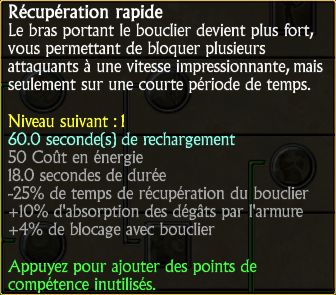 Récupération rapide
Le bras portant le bouclier devient plus fort,
vous permettant de bloquer plusieurs
attaquants à une vitesse impressionnante, mais
seulement sur une courte période de temps.
Niveau suivant : 1
60.0 seconde(s) de rechargement
50 Coût en énergie
18.0 secondes de durée
-25% de temps de récupération du bouclier
+10% d'absorption des dégâts par l'armure
+4% de blocage avec bouclier
Appuyez pour ajouter des points de
compétence inutilisés.